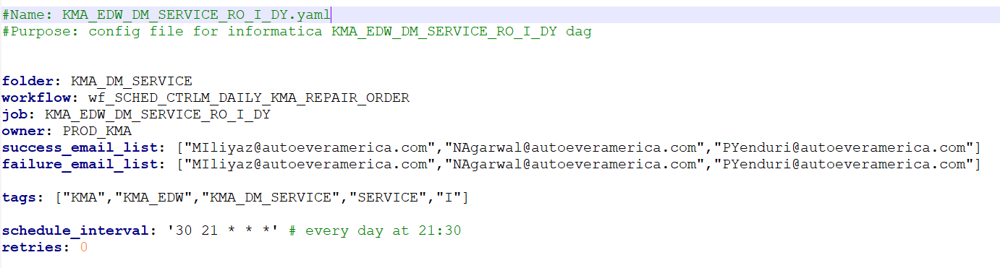 #Name: KMA_EDW_DM_SERVICE_RO_I_DY.yaml
#Purpose: config file for informatica KMA_EDW_DM_SERVICE_RO_I_DY dag
folder: KMA_DM_SERVICE
workflow: wf_SCHED_CTRLM_DAILY_KMA_REPAIR_ORDER
job: KMA_EDW_DM_SERVICE_RO_I_DY
owner: PROD_KMA
success_email_list: ["MIliyaz@autoeveramerica.com","NAgarwal@autoeveramerica.com","PYenduri@autoeveramerica.com"]
failure_email_list: ["MIliyaz@autoeveramerica.com","NAgarwal@autoeveramerica.com","PYenduri@autoeveramerica.com"]
tags: ["KMA","KMA_EDW","KMA_DM_SERVICE","SERVICE","I"]
schedule_interval: '30 21 * * *' # every day at 21:30
retries: 0